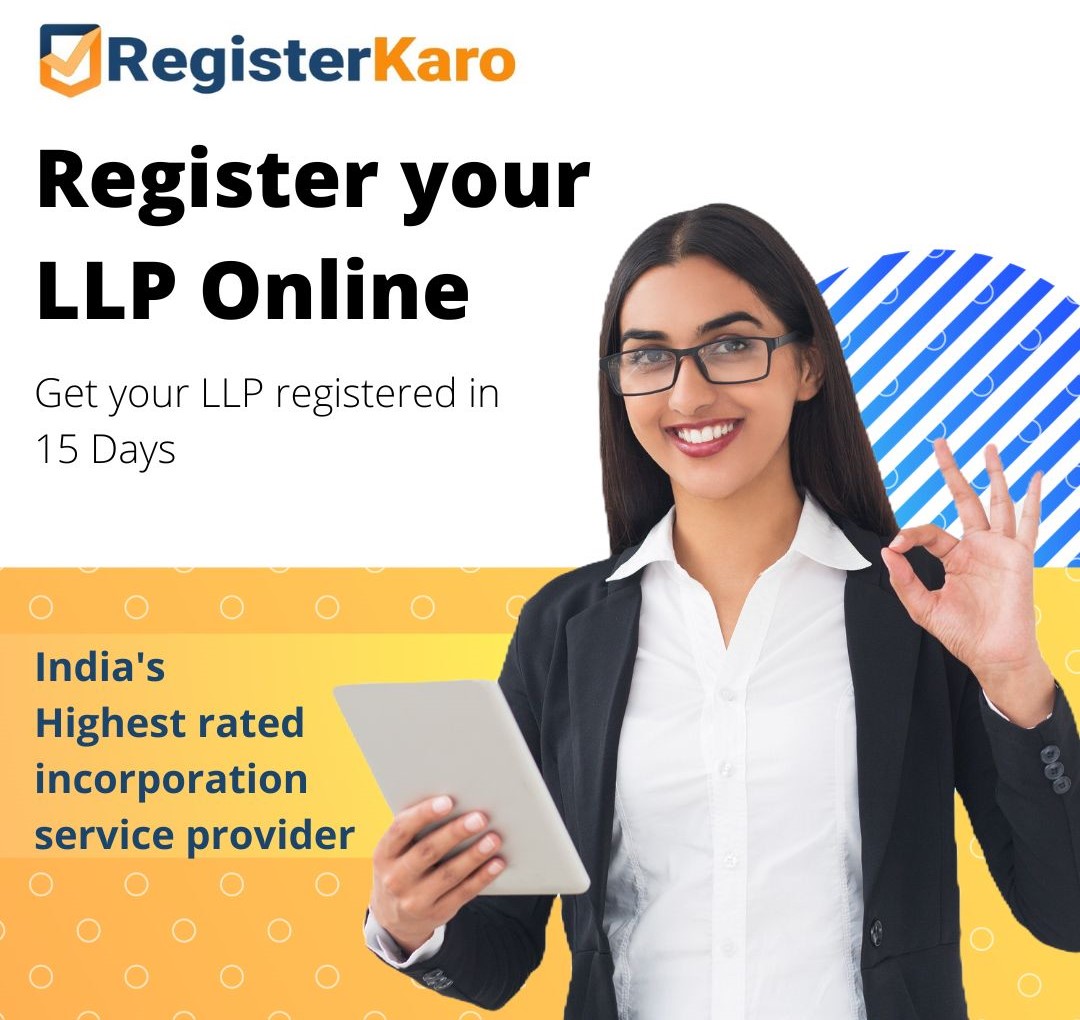 RegisterKaro
Register your
LLP Online
Get your LLP registered in
15 Days
India's
Highest rated
incorporation
service provider